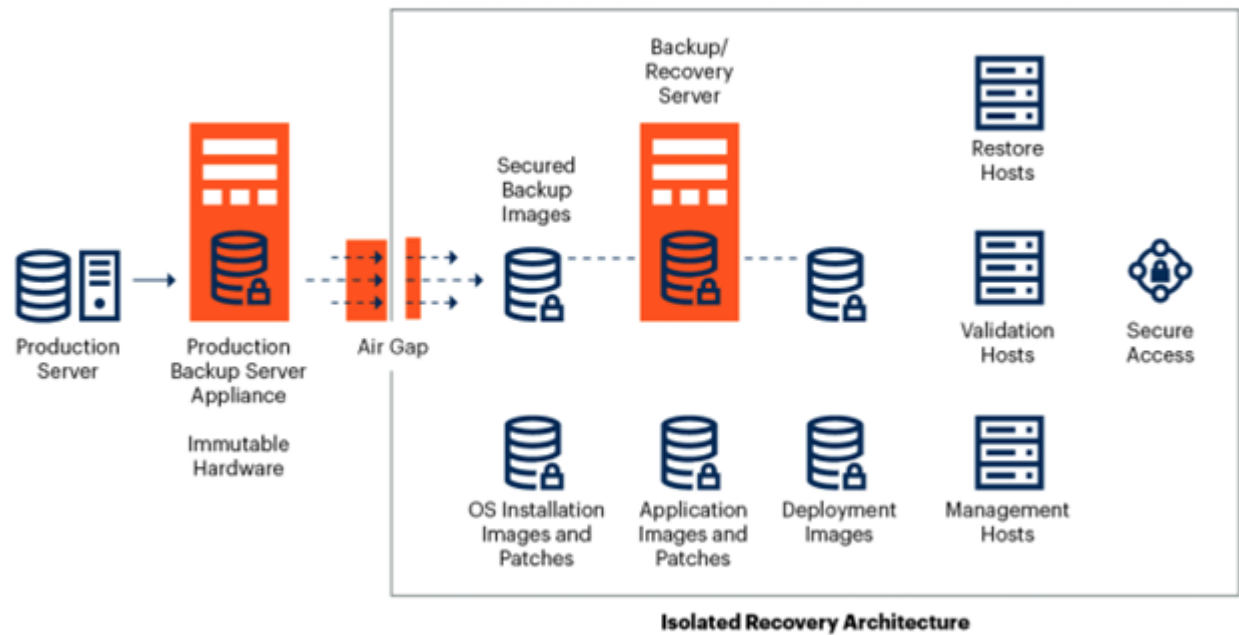 Backup/
Recovery
Server
Restore
Hosts
Secured
Backup
Images
Production
Server
Production
Backup Server
Appliance
Immutable
Hardware
Air Gap
Validation
Hosts
Secure
Access
OS Installation
Images and
Patches
Application
Images and
Patches
Deployment
Images
Management
Hosts
Isolated Recovery Architecture